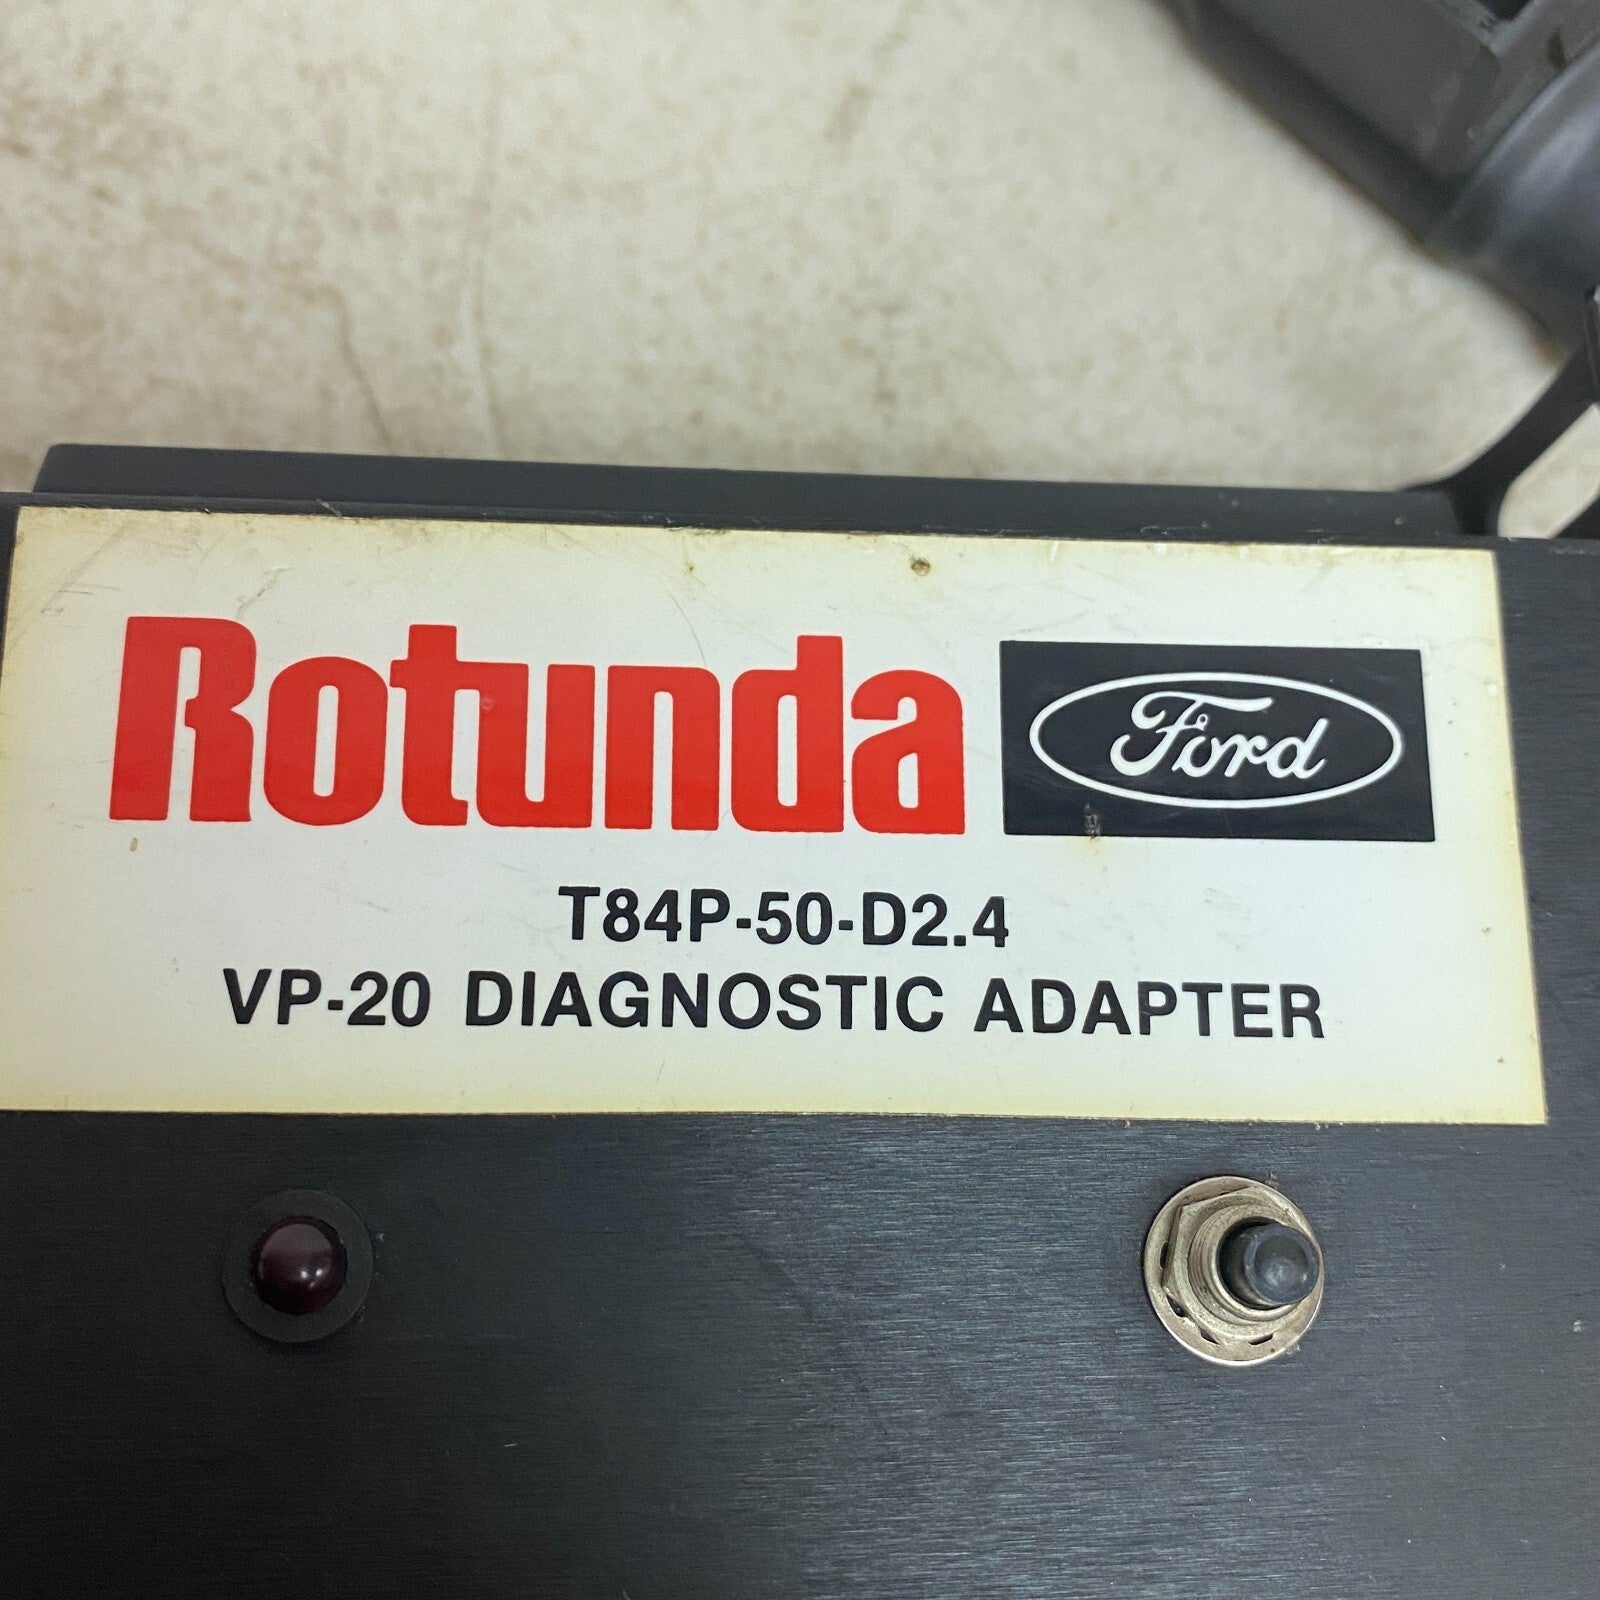 Rotunda Ford
T84P-50-D2.4
VP-20 DIAGNOSTIC ADAPTER